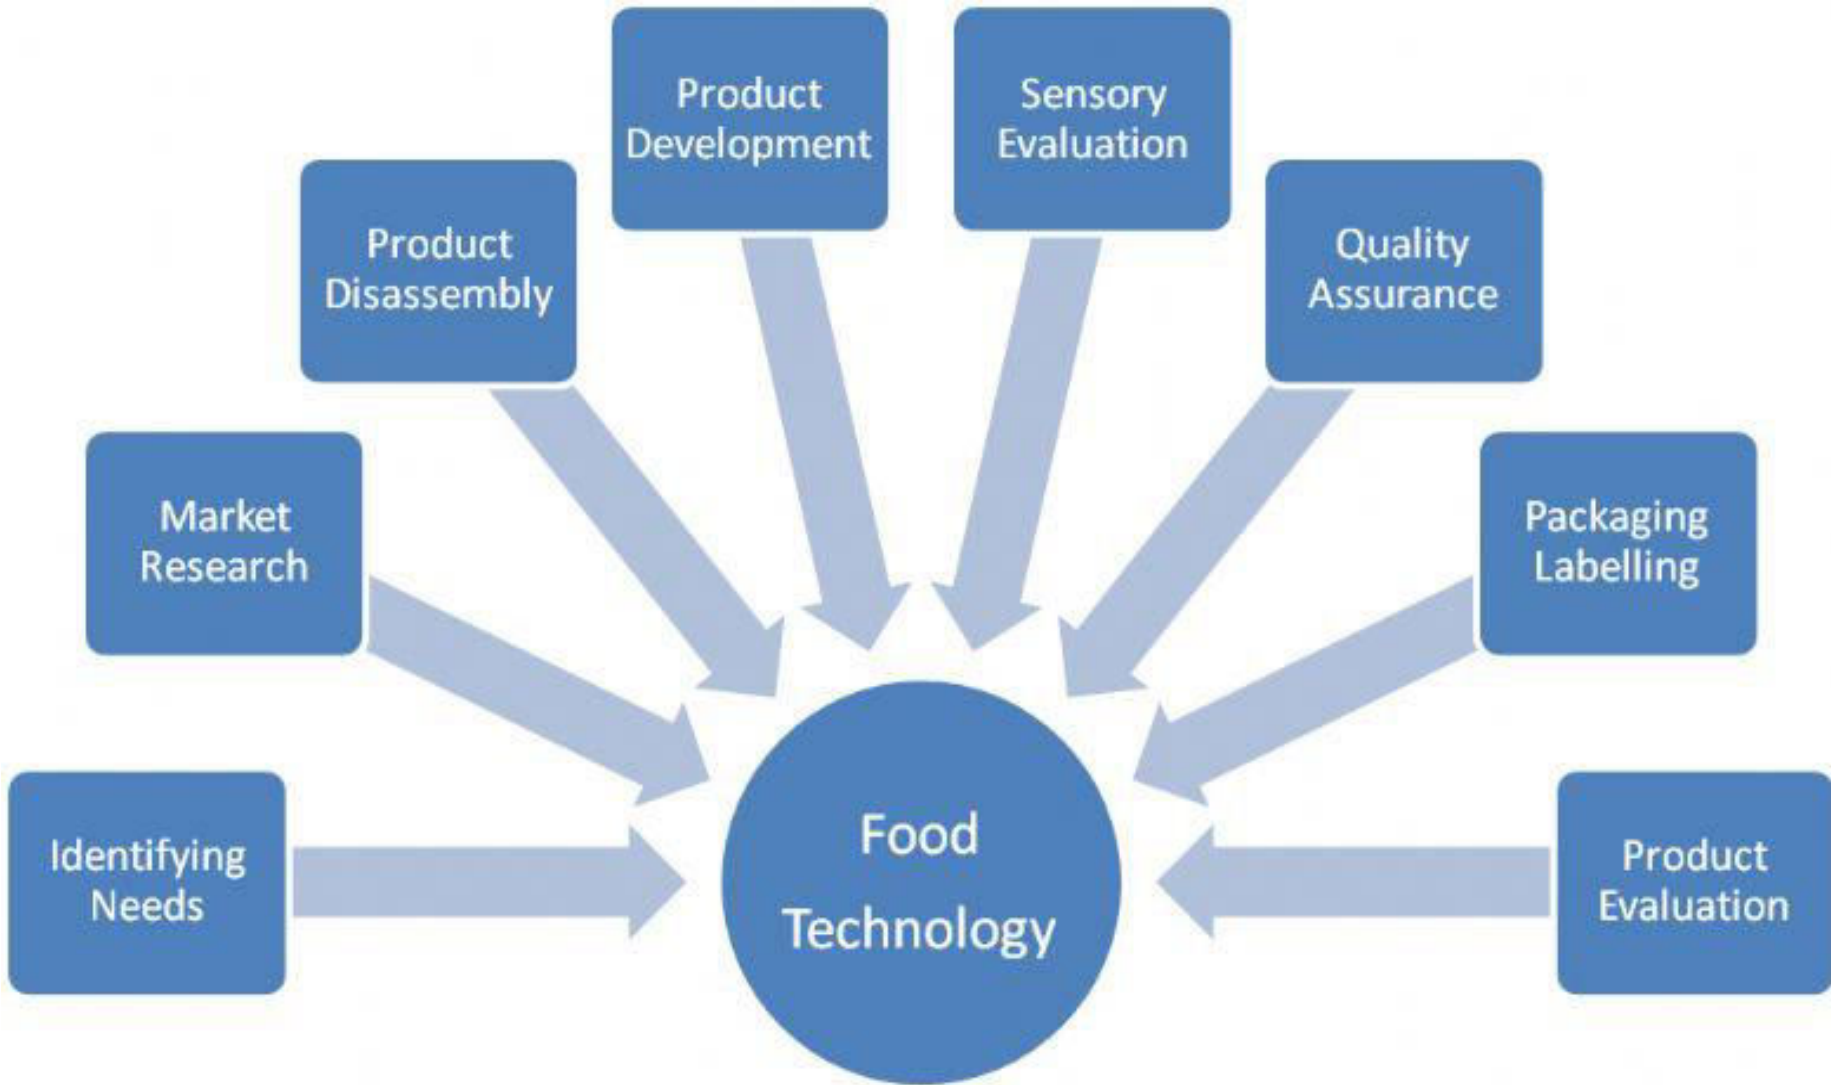 Product
Development
Sensory
Evaluation
Product
Disassembly
Quality
Assurance
Market
Research
Packaging
Labelling
Identifying
Needs
Product
Evaluation
Food
Technology